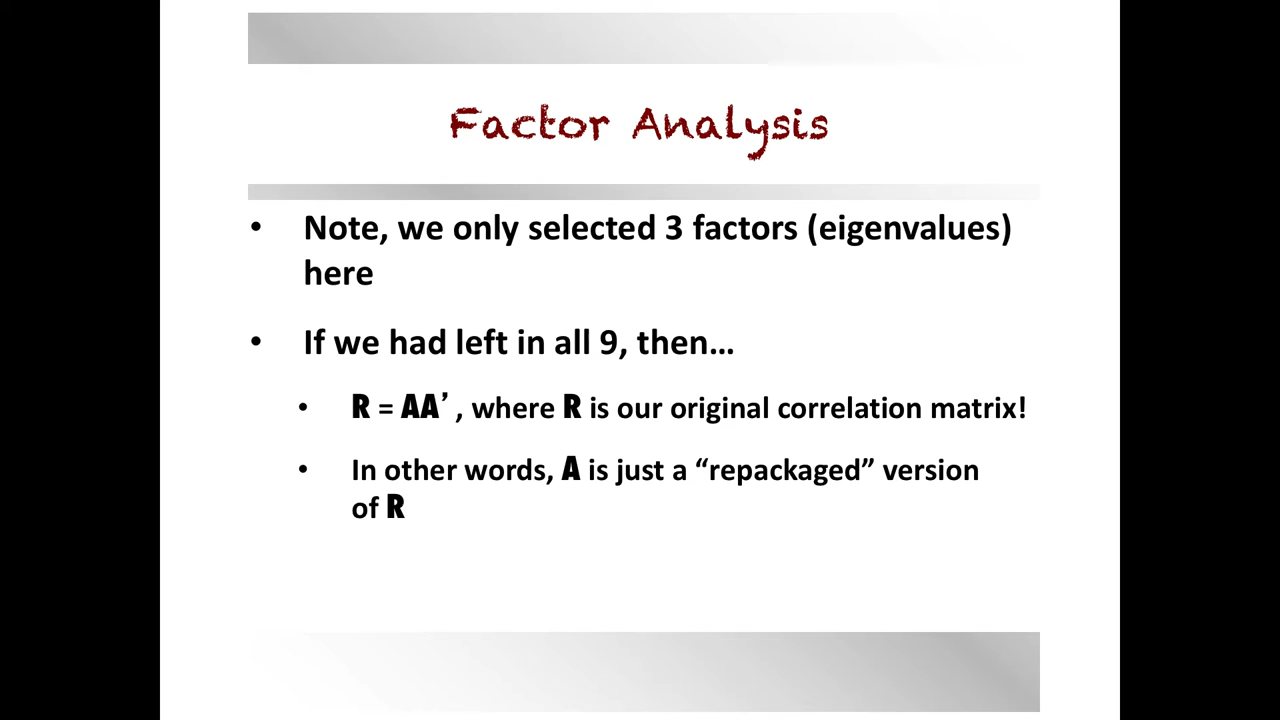 Factor Analysis
• Note, we only selected 3 factors (eigenvalues)
here
• If we had left in all 9, then…
• R = AA’ , where R is our original correlation matrix!
• In other words, A is just a “repackaged” version
of R